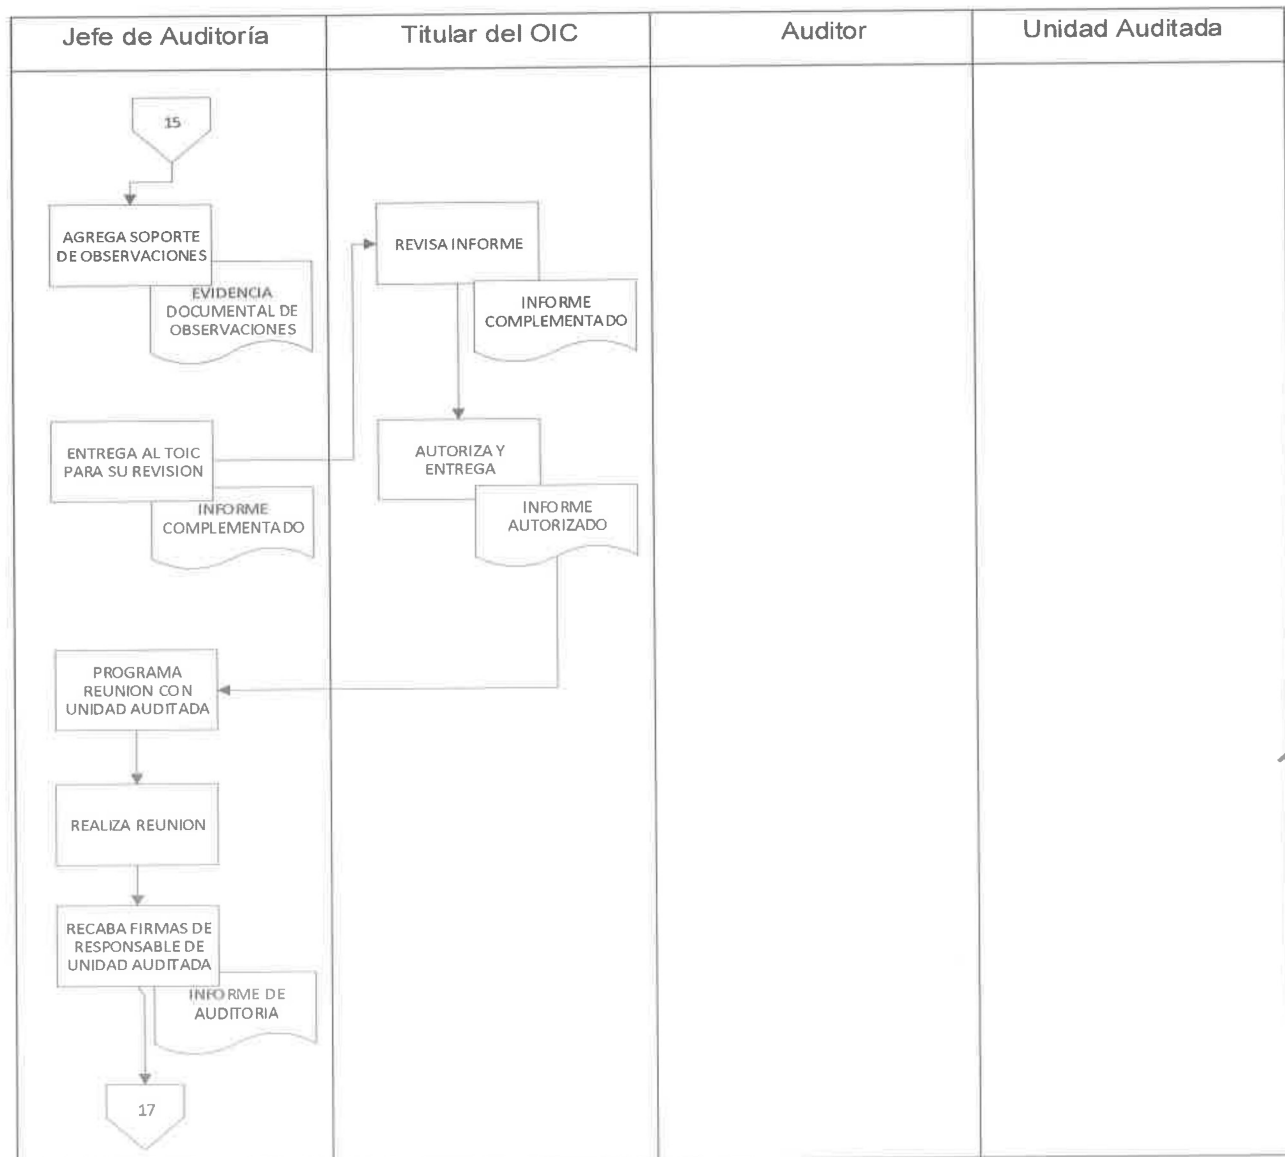 Jefe de Auditoría
Titular del OIC
Auditor
Unidad Auditada
15
AGREGA SOPORTE
DE OBSERVACIONES
EVIDENCIA
DOCUMENTAL DE
OBSERVACIONES
REVISA INFORME
INFORME
COMPLEMENTADO
ENTREGA AL TOIC
PARA SU REVISION
INFORME
COMPLEMENTADO
AUTORIZA Y
ENTREGA
INFORME
AUTORIZADO
PROGRAMA
REUNION CON
UNIDAD AUDITADA
REALIZA REUNION
RECABA FIRMAS DE
RESPONSABLE DE
UNIDAD AUDITADA
INFORME DE
AUDITORIA
17